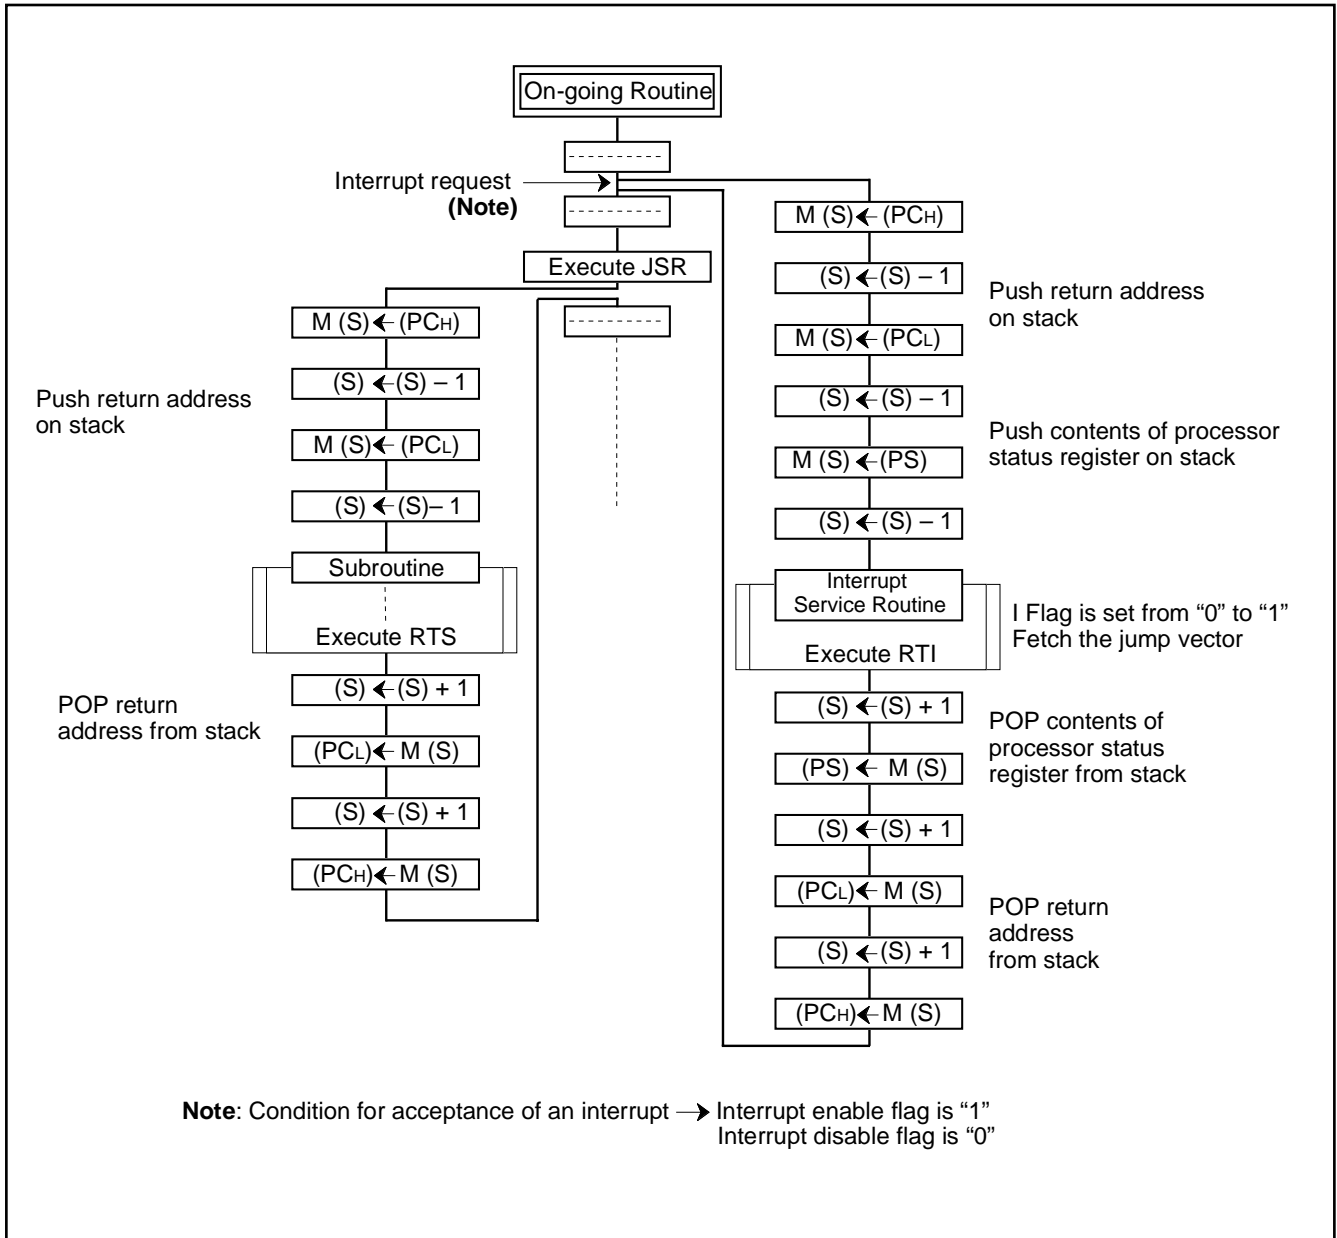 On-going Routine
Interrupt request
(Note)
Execute JSR
M (S) ← (PCH)
(S) ← (S) – 1
M (S) ← (PCL)
(S) ← (S)– 1
Push return address
on stack
Subroutine
Execute RTS
(S) ← (S) + 1
(PCL) ← M (S)
(S) ← (S) + 1
(PCH) ← M (S)
POP return
address from stack
M (S) ← (PCH)
(S) ← (S) – 1
M (S) ← (PCL)
(S) ← (S) – 1
M (S) ← (PS)
(S) ← (S) – 1
Push return address
on stack
Push contents of processor
status register on stack
Interrupt
Service Routine
Execute RTI
I Flag is set from “0” to “1”
Fetch the jump vector
(S) ← (S) + 1
(PS) ← M (S)
(S) ← (S) + 1
(PCL) ← M (S)
(S) ← (S) + 1
(PCH) ← M (S)
POP contents of
processor status
register from stack
POP return
address
from stack
Note: Condition for acceptance of an interrupt → Interrupt enable flag is “1”
Interrupt disable flag is “0”